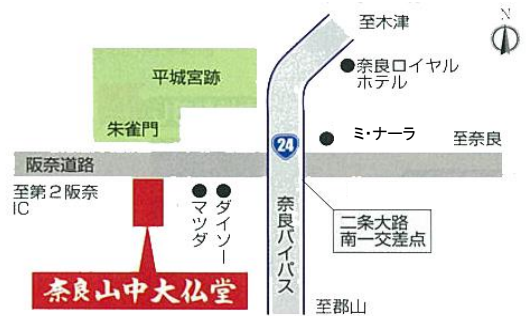 N
至木津
奈良ロイヤル
ホテル
平城宮跡
朱雀門
24
ミ・ナーラ
至奈良
阪奈道路
至第2阪奈
IC
マツダ
ダイソー
奈良バイパス
二条大路
南一交差点
奈良山中大仏堂
至郡山